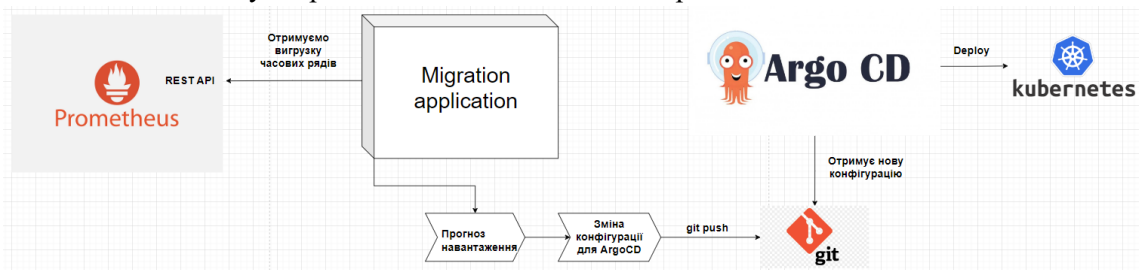 Отримуємо
вигрузку
часових рядів
REST API
Prometheus
Migration
application
Argo CD
Deploy
kubernetes
Отримує нову
конфігурацію
Прогноз
навантаження
Зміна
конфігурації
для ArgoCD
git push
git